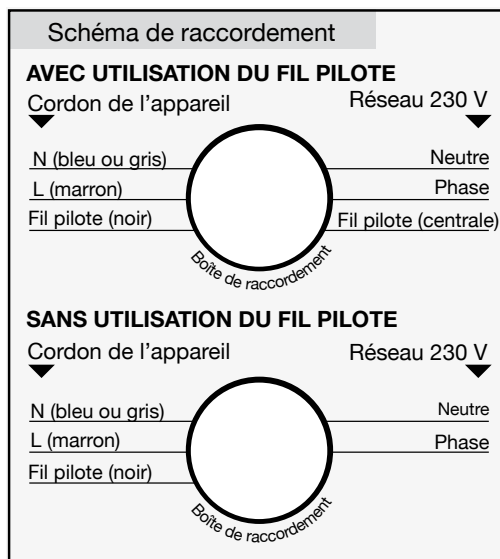 Schéma de raccordement
AVEC UTILISATION DU FIL PILOTE
Cordon de l'appareil Réseau 230 V
N (bleu ou gris) Neutre
L (marron) Phase
Fil pilote (noir) Fil pilote (centrale)
Boîte de raccordement
SANS UTILISATION DU FIL PILOTE
Cordon de l'appareil Réseau 230 V
N (bleu ou gris) Neutre
L (marron) Phase
Fil pilote (noir)
Boîte de raccordement